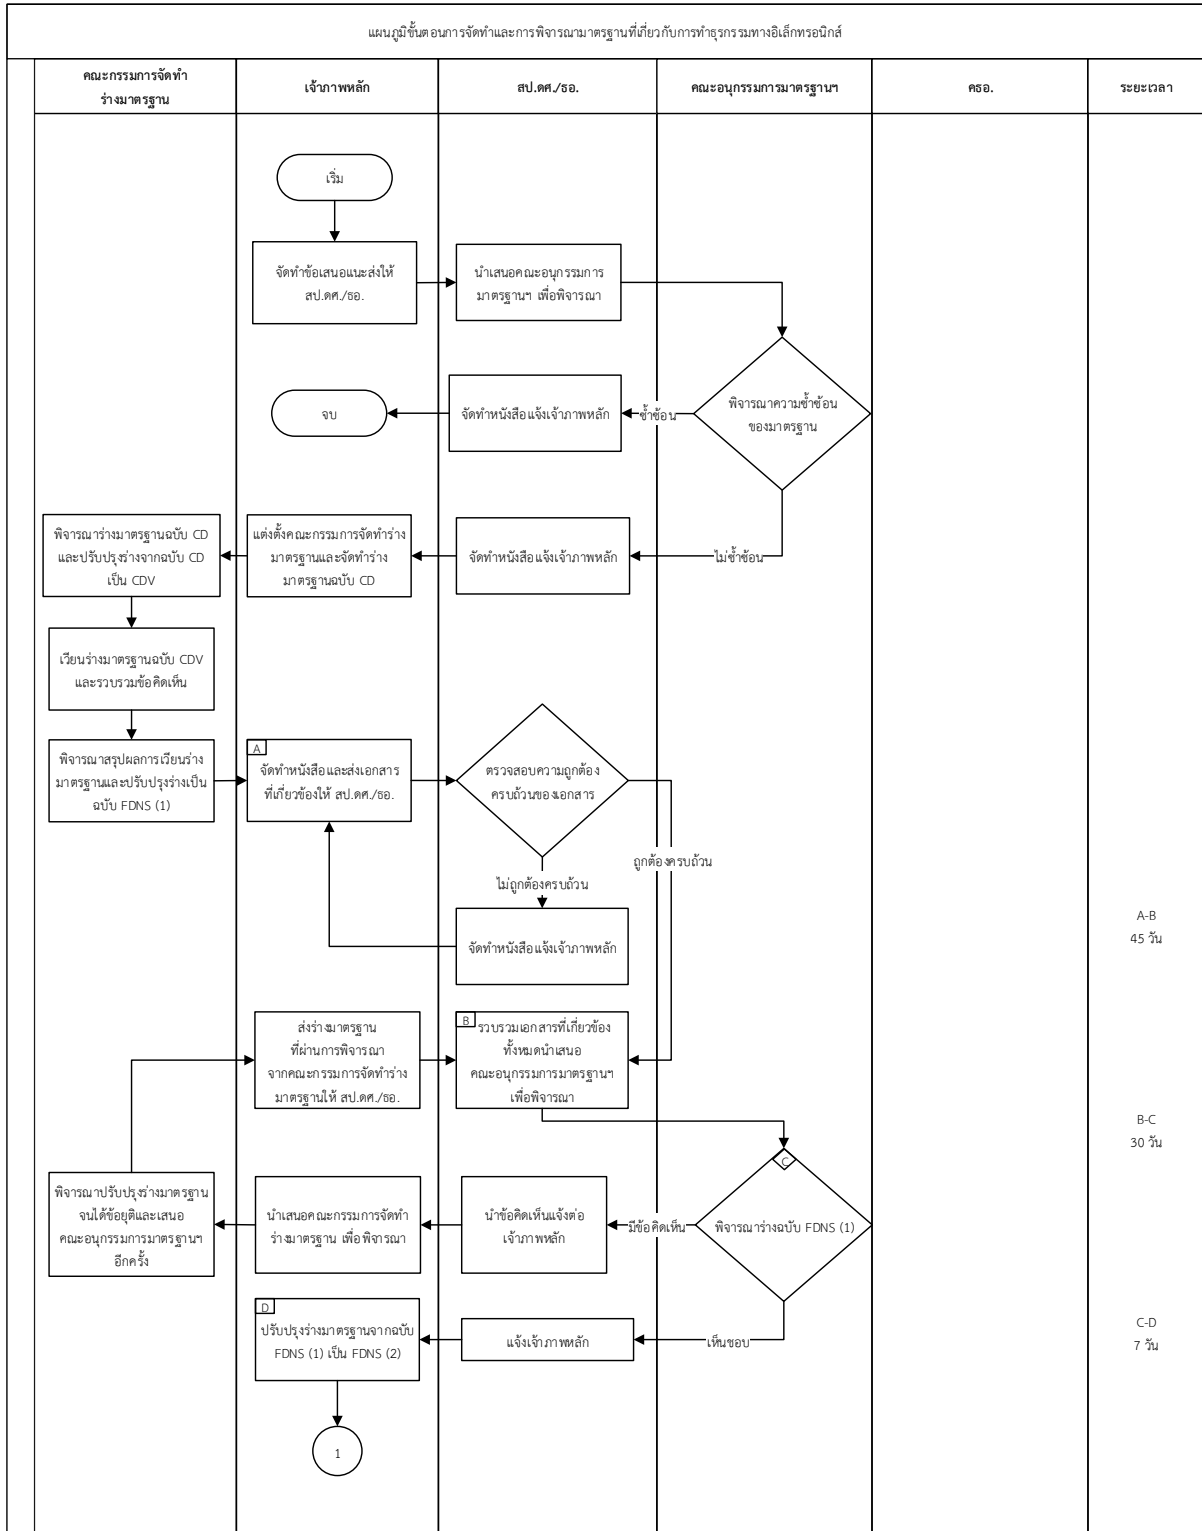 แผนภูมิขั้นตอนการจัดทำและการพิจารณามาตรฐานที่เกี่ยวกับการทำธุรกรรมทางอิเล็กทรอนิกส์
คณะกรรมการจัดทำ
ร่างมาตรฐาน
เจ้าภาพหลัก
สป.ดศ./ธอ.
คณะอนุกรรมการมาตรฐานฯ
คธอ.
ระยะเวลา
เริ่ม
จัดทำข้อเสนอแนะส่งให้
สป.ดศ./ธอ.
นำเสนอคณะอนุกรรมการ
มาตรฐานฯ เพื่อพิจารณา
พิจารณาความซ้ำซ้อน
ของมาตรฐาน
ซ้ำซ้อน
จัดทำหนังสือแจ้งเจ้าภาพหลัก
จบ
ไม่ซ้ำซ้อน
จัดทำหนังสือแจ้งเจ้าภาพหลัก
แต่งตั้งคณะกรรมการจัดทำร่าง
มาตรฐานและจัดทำร่าง
มาตรฐานฉบับ CD
พิจารณาร่างมาตรฐานฉบับ CD
และปรับปรุงร่างจากฉบับ CD
เป็น CDV
เวียนร่างมาตรฐานฉบับ CDV
และรวบรวมข้อคิดเห็น
พิจารณาสรุปผลการเวียนร่าง
มาตรฐานและปรับปรุงร่างเป็น
ฉบับ FDNS (1)
A
จัดทำหนังสือและส่งเอกสาร
ที่เกี่ยวข้องให้ สป.ดศ./ธอ.
ตรวจสอบความถูกต้อง
ครบถ้วนของเอกสาร
ถูกต้องครบถ้วน
ไม่ถูกต้องครบถ้วน
จัดทำหนังสือแจ้งเจ้าภาพหลัก
A-B
45 วัน
ส่งร่างมาตรฐาน
ที่ผ่านการพิจารณา
จากคณะกรรมการจัดทำร่าง
มาตรฐานให้ สป.ดศ./ธอ.
B
รวบรวมเอกสารที่เกี่ยวข้อง
ทั้งหมดนำเสนอ
คณะอนุกรรมการมาตรฐานฯ
เพื่อพิจารณา
B-C
30 วัน
C
พิจารณาร่างฉบับ FDNS (1)
มีข้อคิดเห็น
นำข้อคิดเห็นแจ้งต่อ
เจ้าภาพหลัก
นำเสนอคณะกรรมการจัดทำ
ร่างมาตรฐาน เพื่อพิจารณา
พิจารณาปรับปรุงร่างมาตรฐาน
จนได้ข้อยุติและเสนอ
คณะอนุกรรมการมาตรฐานฯ
อีกครั้ง
เห็นชอบ
แจ้งเจ้าภาพหลัก
D
ปรับปรุงร่างมาตรฐานจากฉบับ
FDNS (1) เป็น FDNS (2)
C-D
7 วัน
1